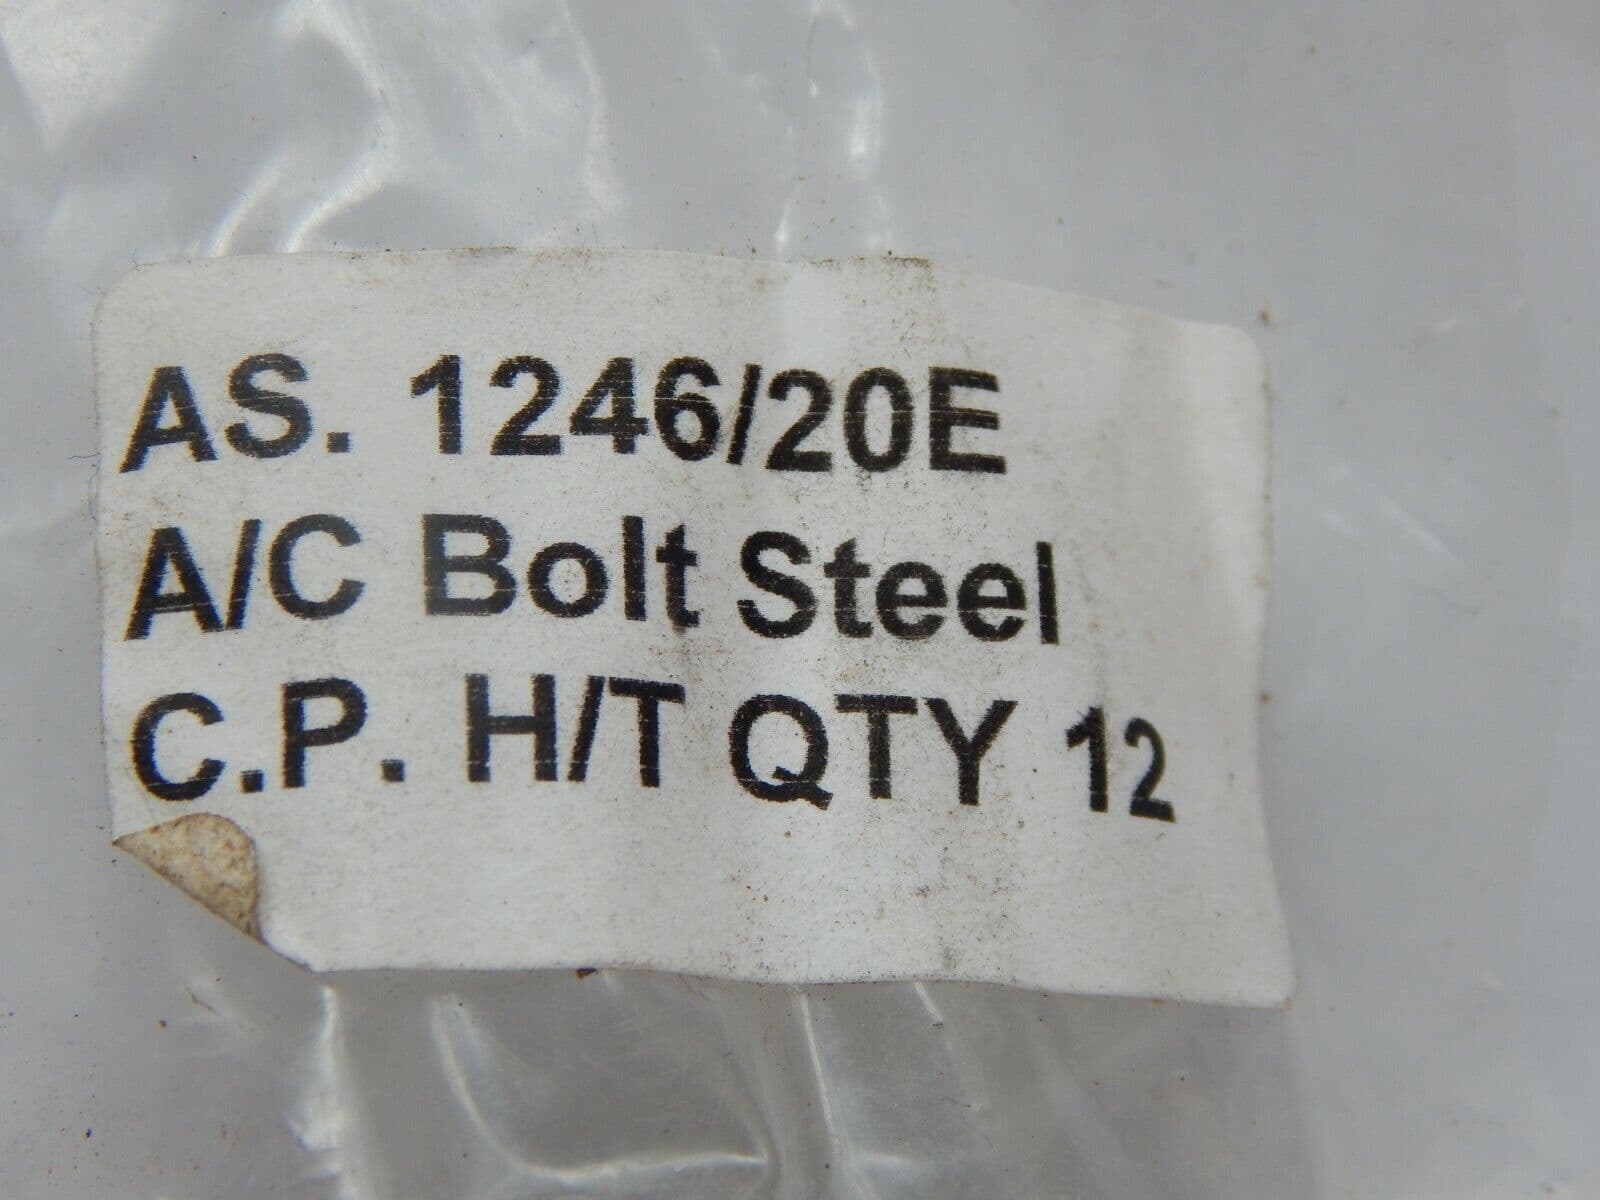 AS. 1246/20E
A/C Bolt Steel
C.P. H/T QTY 12